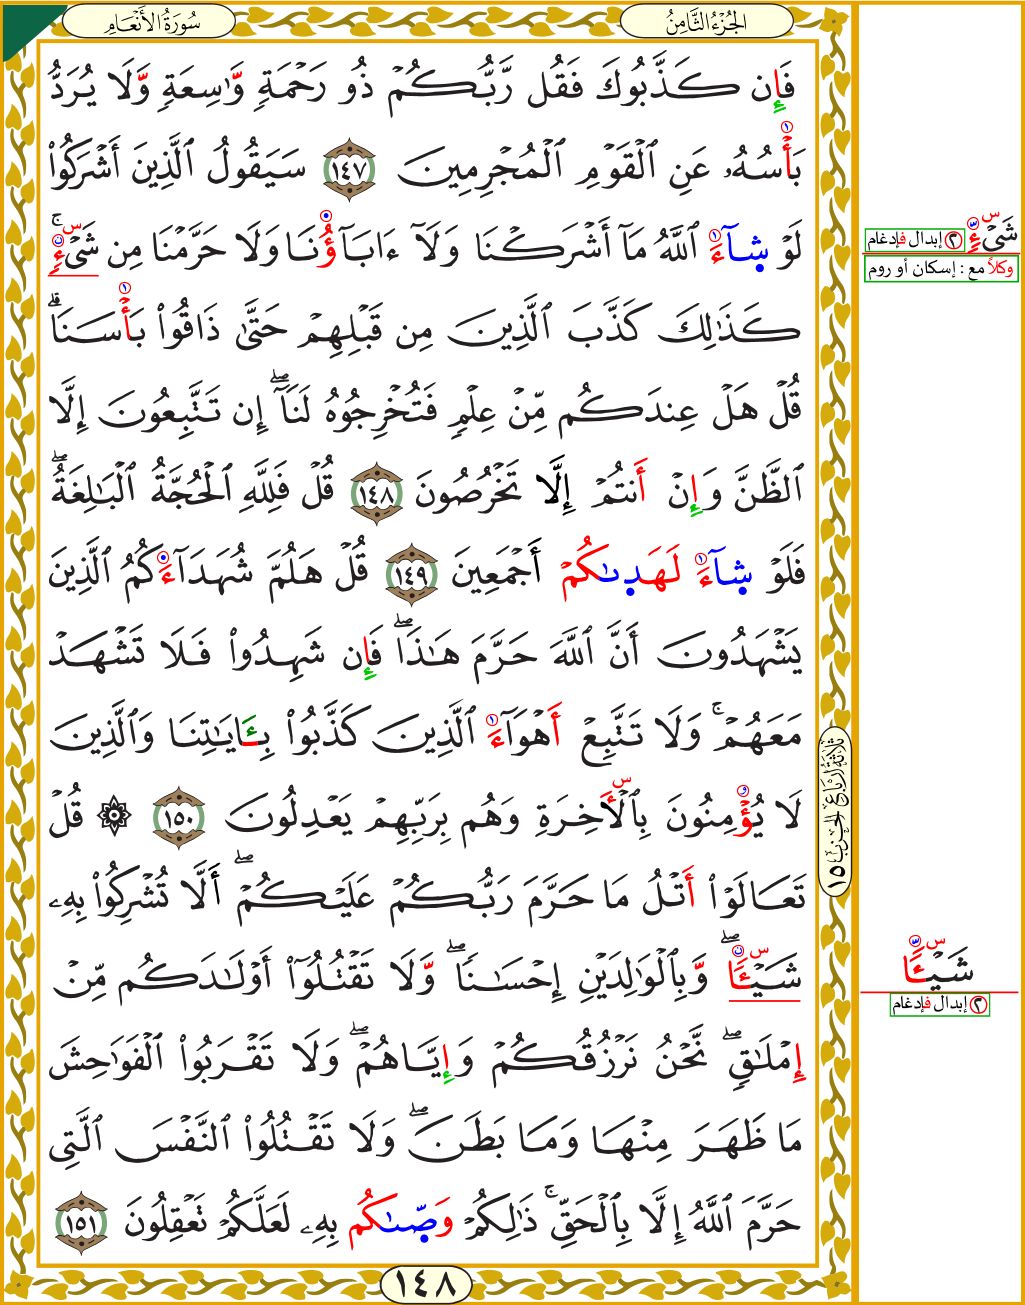 سُورَةُ الأَنْعَامِ
الجُزْءُ الثَّامِنُ
فَإِن كَذَّبُوكَ فَقُل رَّبُّكُمْ ذُو رَحْمَةٍ وَٰسِعَةٍ وَلَا يُرَدُّ
بَأْسُهُۥ عَنِ ٱلْقَوْمِ ٱلْمُجْرِمِينَ ١٤٧ سَيَقُولُ ٱلَّذِينَ أَشْرَكُوا۟
لَوْ شَآءَ ٱللَّهُ مَآ أَشْرَكْنَا وَلَآ ءَابَآؤُنَا وَلَا حَرَّمْنَا مِن شَىْءٍ ۚ
كَذَٰلِكَ كَذَّبَ ٱلَّذِينَ مِن قَبْلِهِمْ حَتَّىٰ ذَاقُوا۟ بَأْسَنَا ۗ
قُلْ هَلْ عِندَكُم مِّنْ عِلْمٍ فَتُخْرِجُوهُ لَنَآ ۖ إِن تَتَّبِعُونَ إِلَّا
ٱلظَّنَّ وَإِنْ أَنتُمْ إِلَّا تَخْرُصُونَ ١٤٨ قُلْ فَلِلَّهِ ٱلْحُجَّةُ ٱلْبَٰلِغَةُ ۖ
فَلَوْ شَآءَ لَهَدَىٰكُمْ أَجْمَعِينَ ١٤٩ قُلْ هَلُمَّ شُهَدَآءَكُمُ ٱلَّذِينَ
يَشْهَدُونَ أَنَّ ٱللَّهَ حَرَّمَ هَٰذَا ۖ فَإِن شَهِدُوا۟ فَلَا تَشْهَدْ
مَعَهُمْ ۚ وَلَا تَتَّبِعْ أَهْوَآءَ ٱلَّذِينَ كَذَّبُوا۟ بِـَٔايَٰتِنَا وَٱلَّذِينَ
لَا يُؤْمِنُونَ بِٱلْأَخِرَةِ وَهُم بِرَبِّهِمْ يَعْدِلُونَ ١٥٠ ۞ قُلْ
تَعَالَوْا۟ أَتْلُ مَا حَرَّمَ رَبُّكُمْ عَلَيْكُمْ ۖ أَلَّا تُشْرِكُوا۟ بِهِۦ
شَيْـًٔا ۖ وَبِٱلْوَٰلِدَيْنِ إِحْسَٰنًا ۖ وَلَا تَقْتُلُوٓا۟ أَوْلَٰدَكُم مِّنْ
إِمْلَٰقٍ ۖ نَّحْنُ نَرْزُقُكُمْ وَإِيَّاهُمْ ۖ وَلَا تَقْرَبُوا۟ ٱلْفَوَٰحِشَ
مَا ظَهَرَ مِنْهَا وَمَا بَطَنَ ۖ وَلَا تَقْتُلُوا۟ ٱلنَّفْسَ ٱلَّتِى
حَرَّمَ ٱللَّهُ إِلَّا بِٱلْحَقِّ ۚ ذَٰلِكُمْ وَصَّىٰكُم بِهِۦ لَعَلَّكُمْ تَعْقِلُونَ ١٥١
١٤٨
شَىْءٍ س
٢ إبدال فإدغام
وكلاً مع : إسكان أو روم
ثلاثة أرباع الحزب ١٥
شَيْـًٔا س
٢ إبدال فإدغام